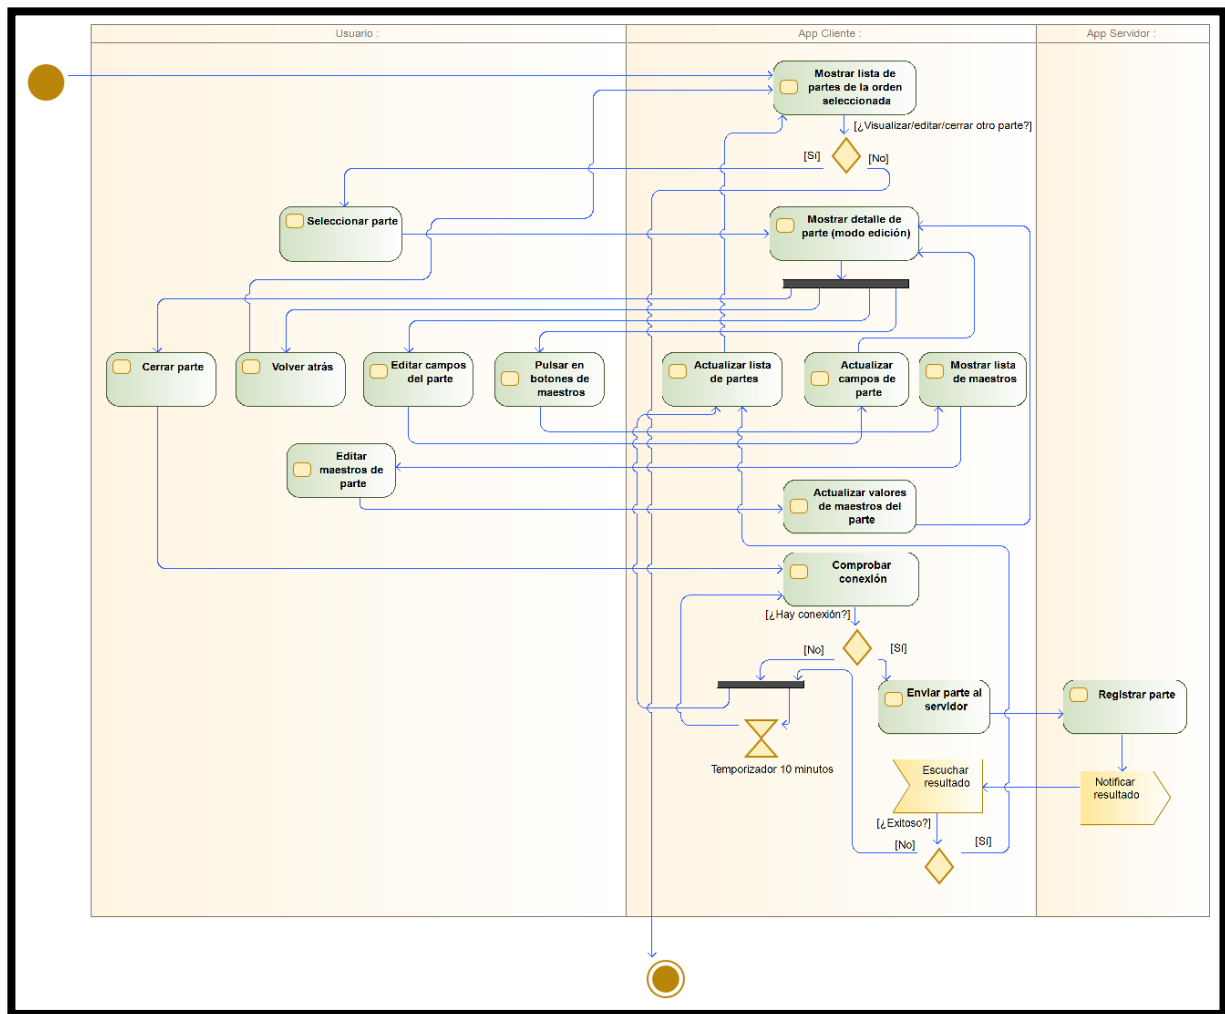 Usuario :
App Cliente :
App Servidor :
Mostrar lista de
partes de la orden
seleccionada
[¿Visualizar/editar/cerrar otro parte?]
[Sí]
[No]
Seleccionar parte
Mostrar detalle de
parte (modo edición)
Cerrar parte
Volver atrás
Editar campos
del parte
Pulsar en
botones de
maestros
Actualizar lista
de partes
Actualizar
campos de
parte
Mostrar lista
de maestros
Editar
maestros de
parte
Actualizar valores
de maestros del
parte
Comprobar
conexión
[¿Hay conexión?]
[No]
[Sí]
Enviar parte al
servidor
Registrar parte
Temporizador 10 minutos
Escuchar
resultado
Notificar
resultado
[¿Exitoso?]
[No]
[Sí]